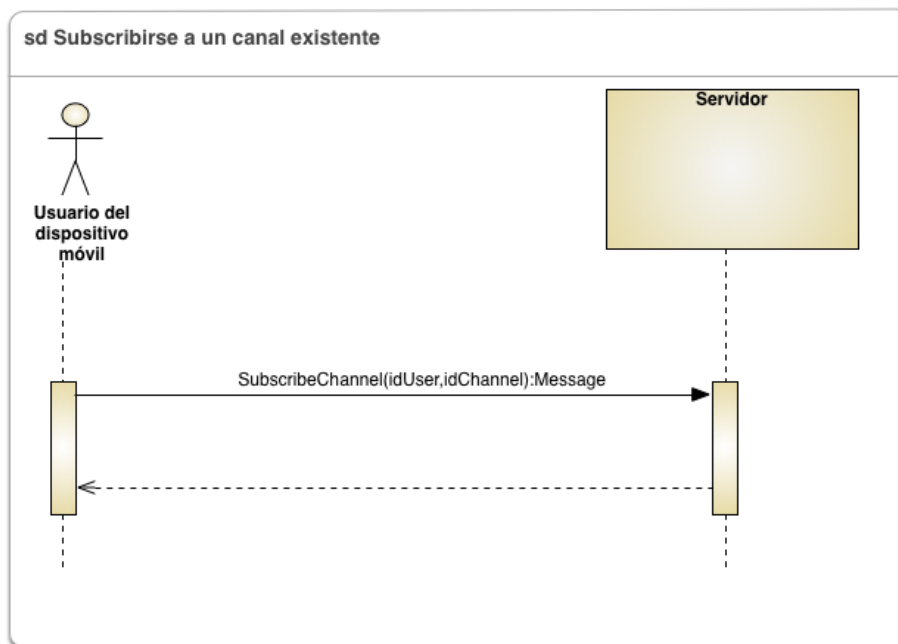 sd Subscribirse a un canal existente
Usuario del
dispositivo
móvil
Servidor
SubscribeChannel(idUser,idChannel):Message